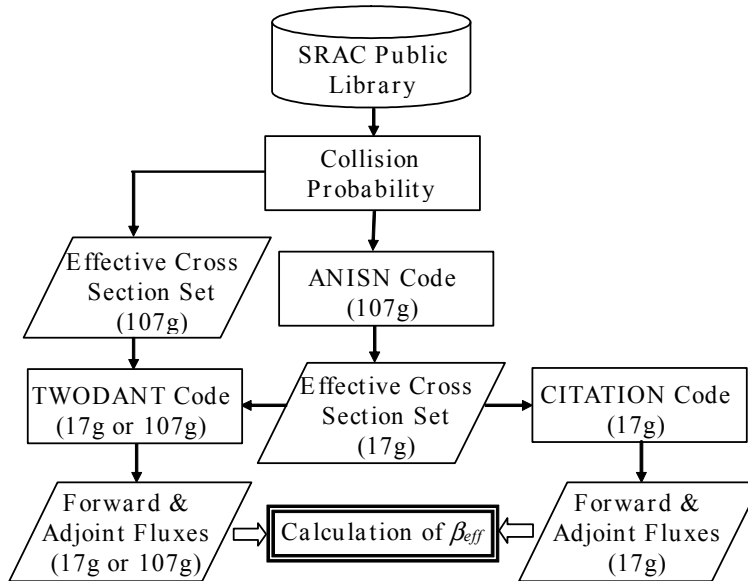 SRAC Public
Library
Collision
Probability
Effective Cross
Section Set
(107g)
ANISN Code
(107g)
TWODANT Code
(17g or 107g)
Effective Cross
Section Set
(17g)
CITATION Code
(17g)
Forward &
Adjoint Fluxes
(17g or 107g)
Calculation of βeff
Forward &
Adjoint Fluxes
(17g)